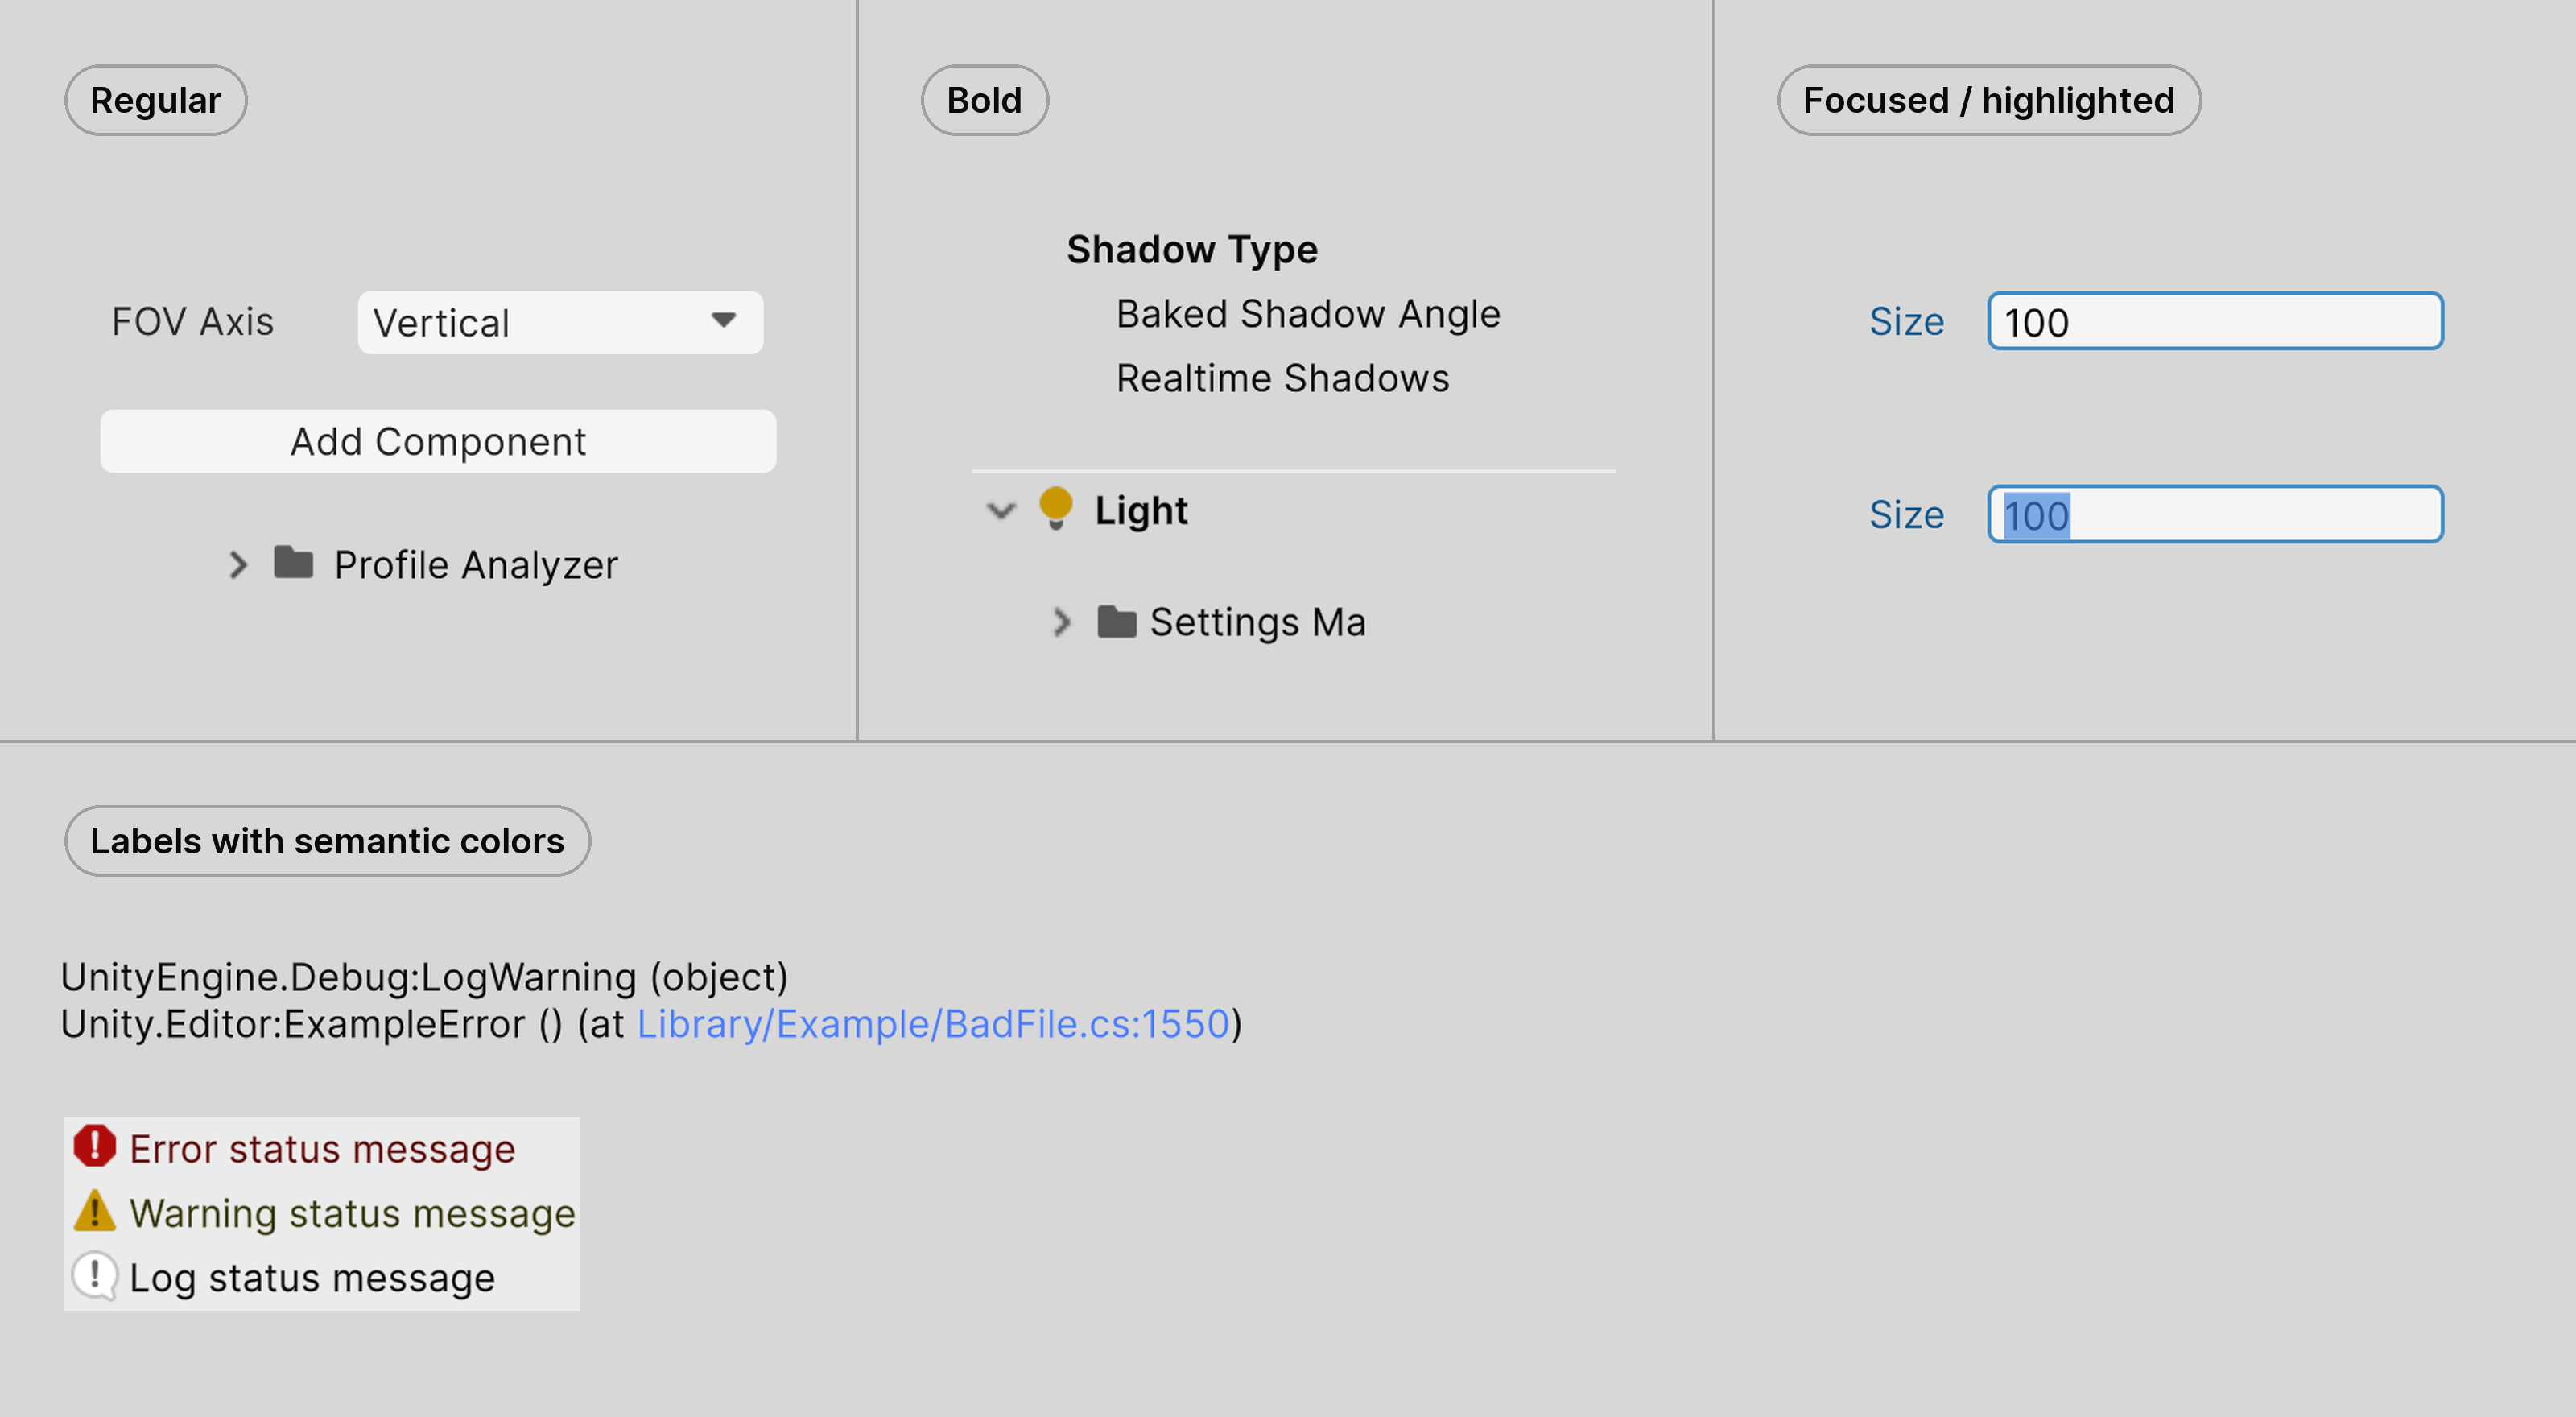 Regular
FOV Axis
Vertical
Add Component
Profile Analyzer
Bold
Shadow Type
Baked Shadow Angle
Realtime Shadows
Light
Settings Ma
Focused / highlighted
Size 100
Size 100
Labels with semantic colors
UnityEngine.Debug:LogWarning (object)
Unity.Editor:ExampleError () (at Library/Example/BadFile.cs:1550)
Error status message
Warning status message
Log status message